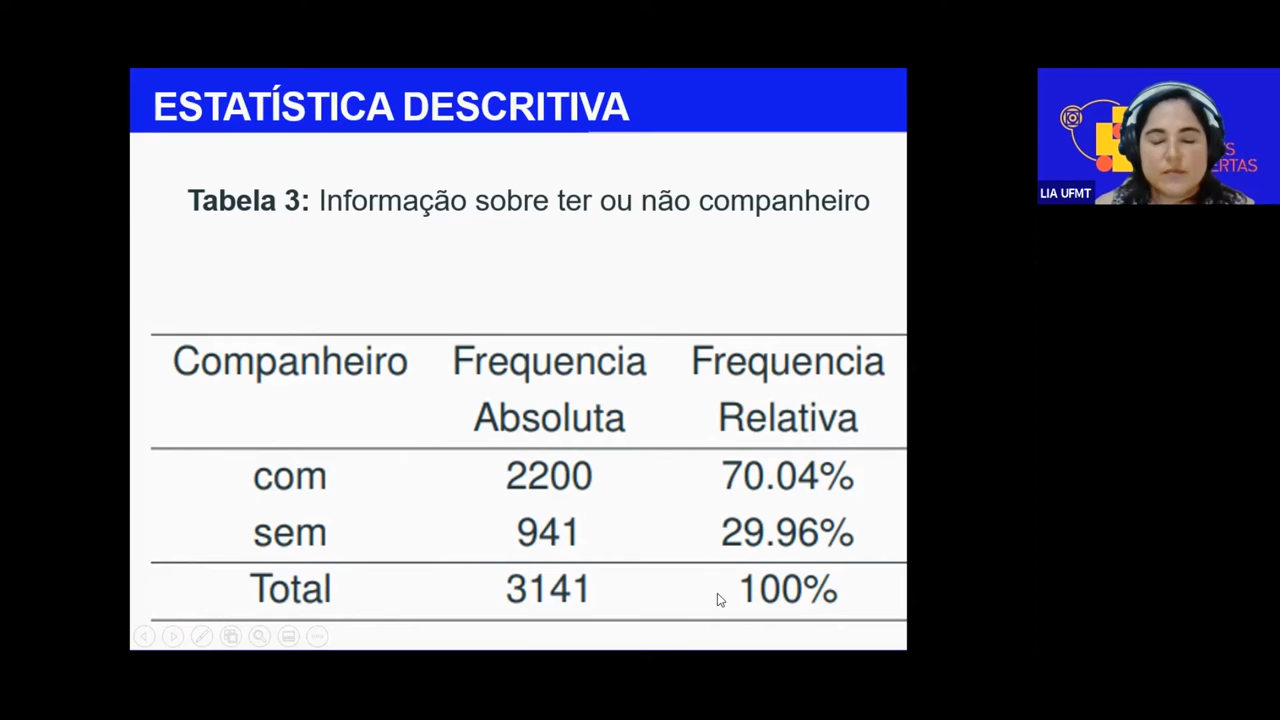 ESTATÍSTICA DESCRITIVA
Tabela 3: Informação sobre ter ou não companheiro
Companheiro Frequencia Frequencia
Absoluta Relativa
com 2200 70.04%
sem 941 29.96%
Total 3141 100%
LIA UFMT